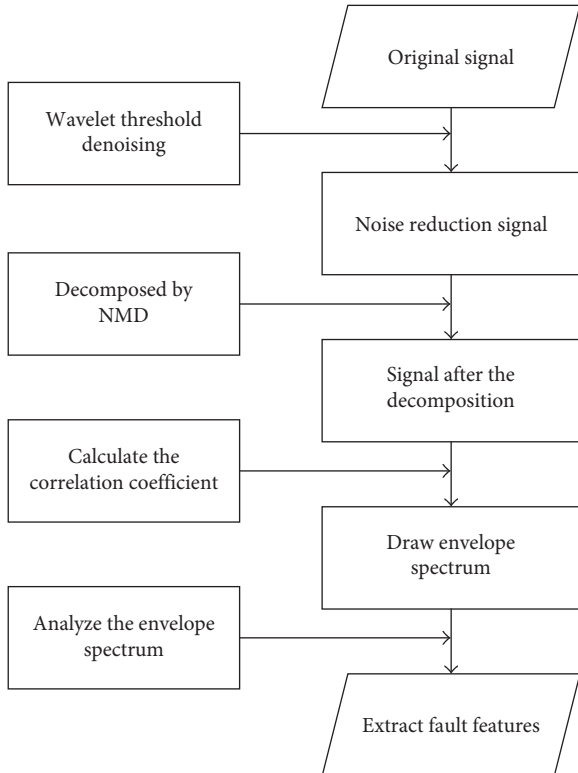 Original signal
Wavelet threshold
denoising
Noise reduction signal
Decomposed by
NMD
Signal after the
decomposition
Calculate the
correlation coefficient
Draw envelope
spectrum
Analyze the envelope
spectrum
Extract fault features